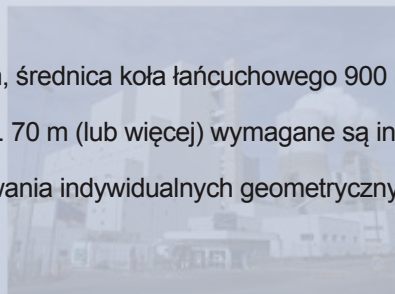 , średnica koła łańcuchowego 900
. 70 m (lub więcej) wymagane są in
wania indywidualnych geometryczny